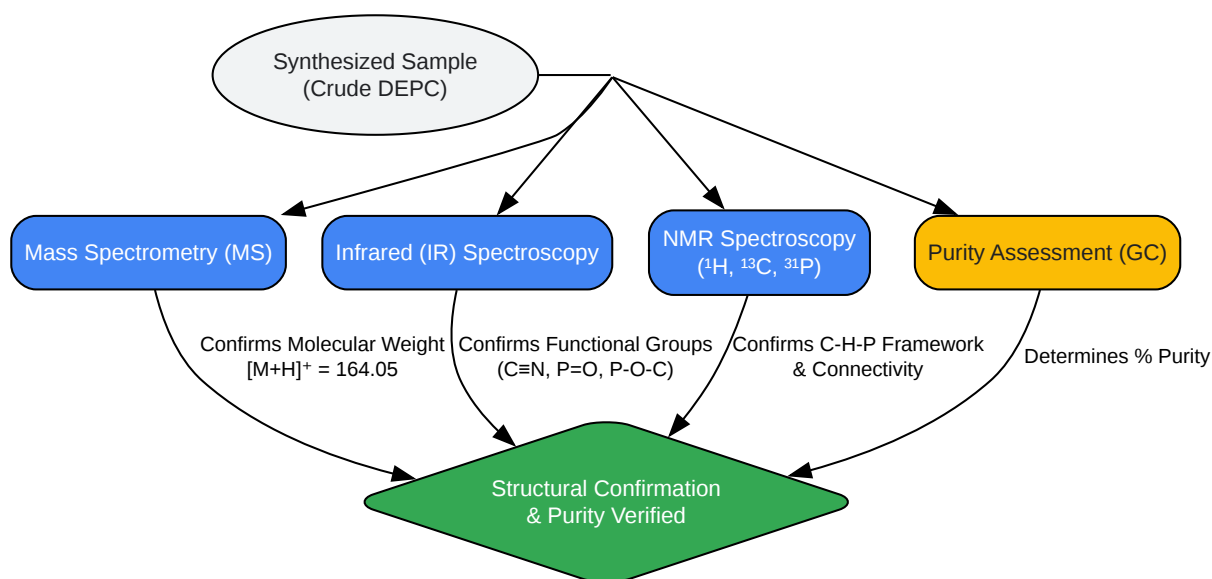 Synthesized Sample
(Crude DEPC)
Mass Spectrometry (MS)
Infrared (IR) Spectroscopy
NMR Spectroscopy
(¹H, ¹³C, ³¹P)
Purity Assessment (GC)
Confirms Molecular Weight
[M+H]⁺ = 164.05
Confirms Functional Groups
(C≡N, P=O, P-O-C)
Confirms C-H-P Framework
& Connectivity
Determines % Purity
Structural Confirmation
& Purity Verified